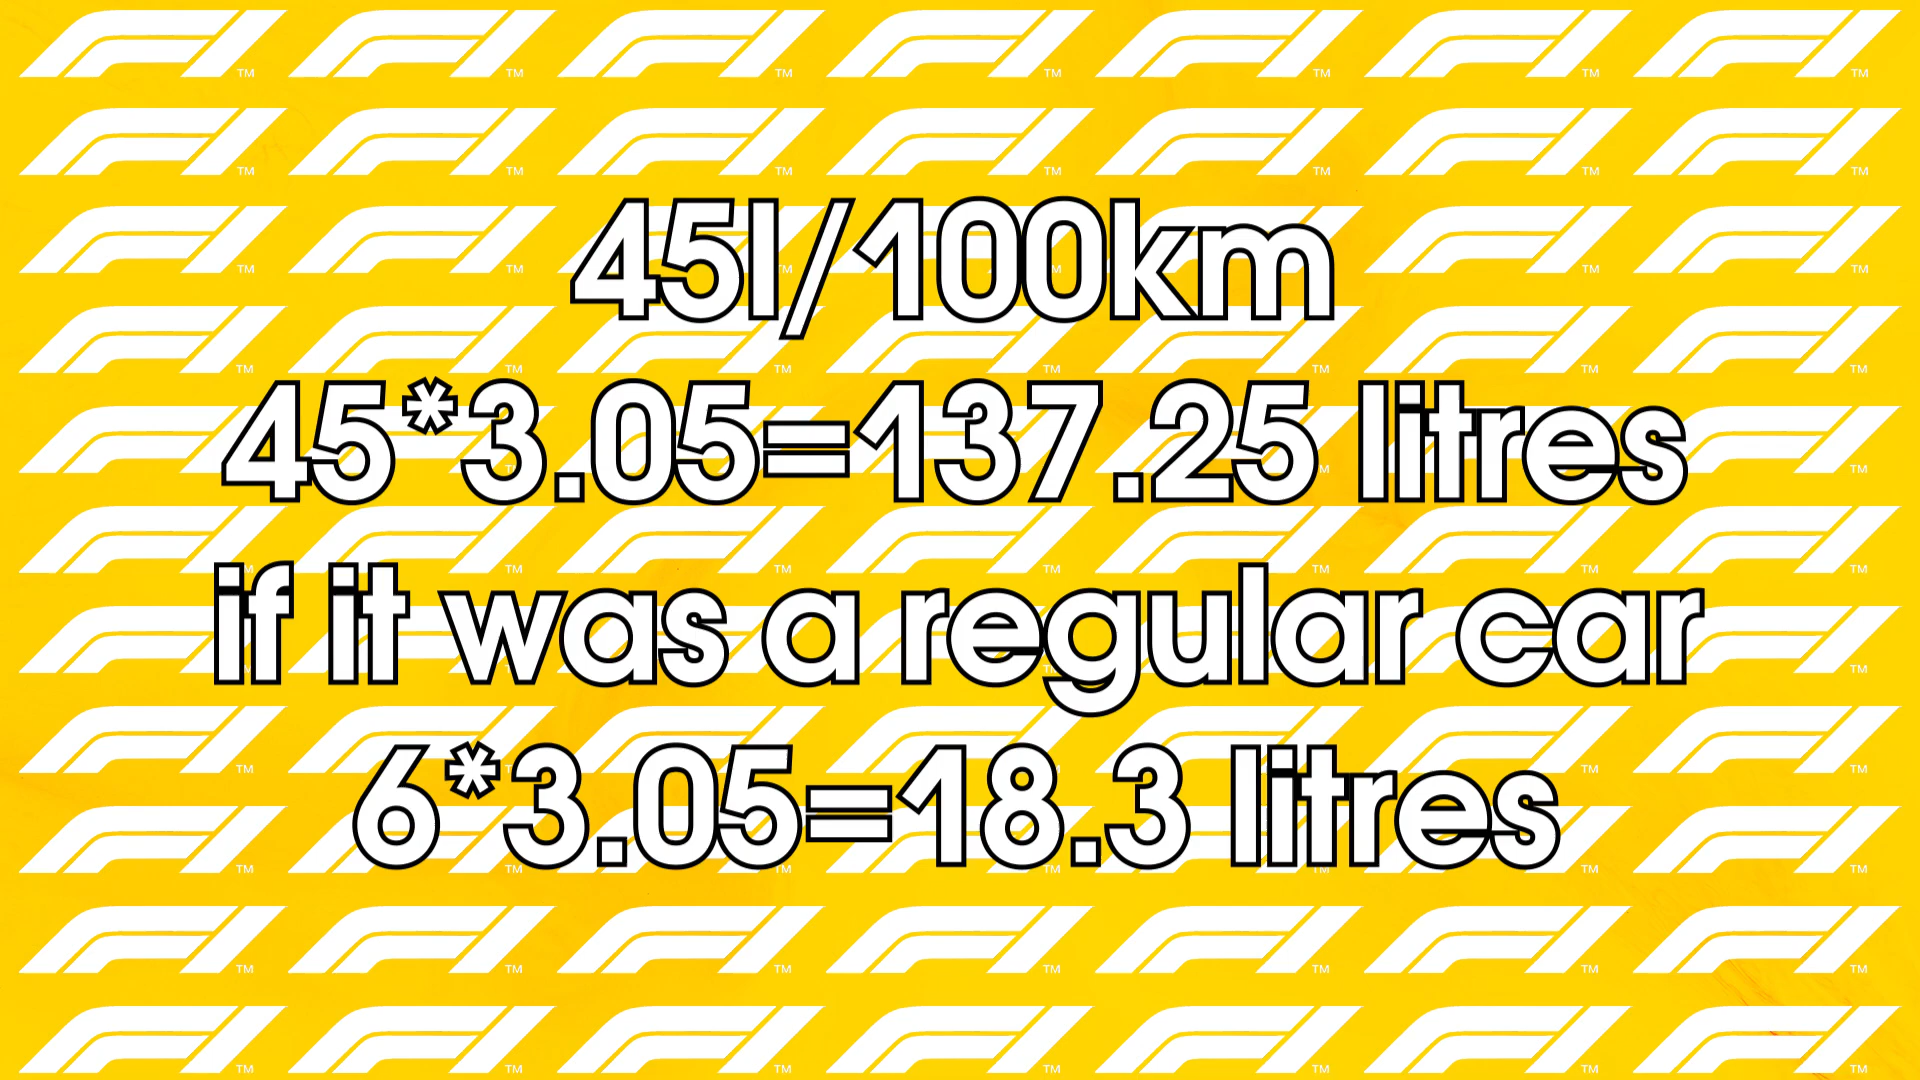 45l/100km
45*3.05=137.25 litres
if it was a regular car
6*3.05=18.3 litres